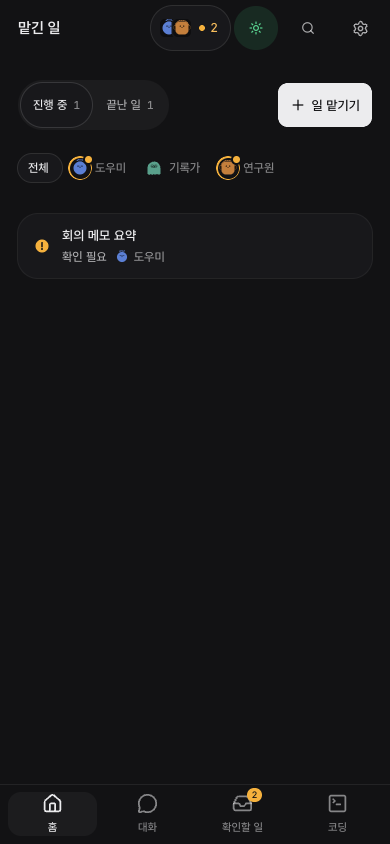 맡긴 일
2
진행 중 1
끝난 일 1
일 맡기기
전체
도우미
기록가
연구원
회의 메모 요약
확인 필요 도우미
2
홈
대화
확인할 일
코딩